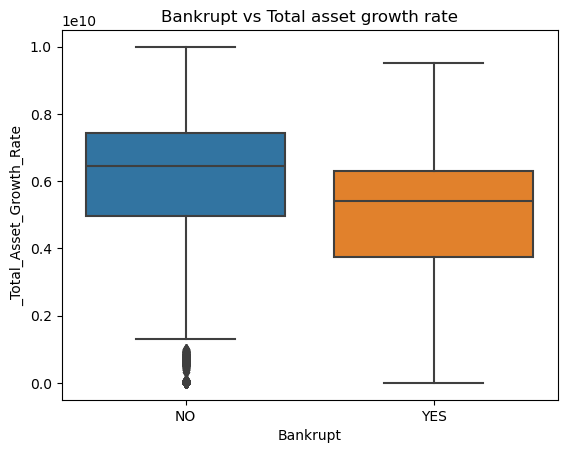 Bankrupt vs Total asset growth rate
1e10
1.0
0.8
0.6
0.4
0.2
0.0
_Total_Asset_Growth_Rate
NO YES
Bankrupt